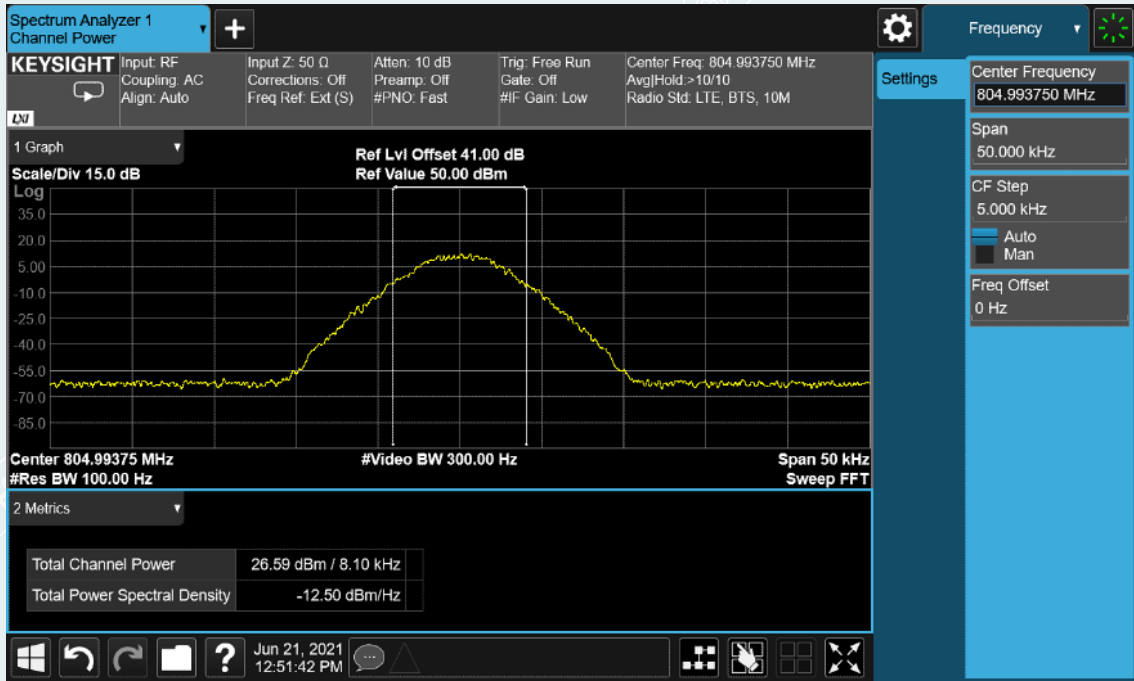 Spectrum Analyzer 1
Channel Power
+
Frequency
KEYSIGHT
LXI
Input: RF
Coupling: AC
Align: Auto
Input Z: 50 Ω
Corrections: Off
Freq Ref: Ext (S)
Atten: 10 dB
Preamp: Off
#PNO: Fast
Trig: Free Run
Gate: Off
#IF Gain: Low
Center Freq: 804.993750 MHz
Avg|Hold:>10/10
Radio Std: LTE, BTS, 10M
Settings
Center Frequency
804.993750 MHz
Span
50.000 kHz
CF Step
5.000 kHz
Auto
Man
Freq Offset
0 Hz
1 Graph
Scale/Div 15.0 dB
Ref Lvl Offset 41.00 dB
Ref Value 50.00 dBm
Log
35.0
20.0
5.00
-10.0
-25.0
-40.0
-55.0
-70.0
-85.0
Center 804.99375 MHz
#Video BW 300.00 Hz
Span 50 kHz
#Res BW 100.00 Hz
Sweep FFT
2 Metrics
Total Channel Power 26.59 dBm / 8.10 kHz
Total Power Spectral Density -12.50 dBm/Hz
?
Jun 21, 2021
12:51:42 PM